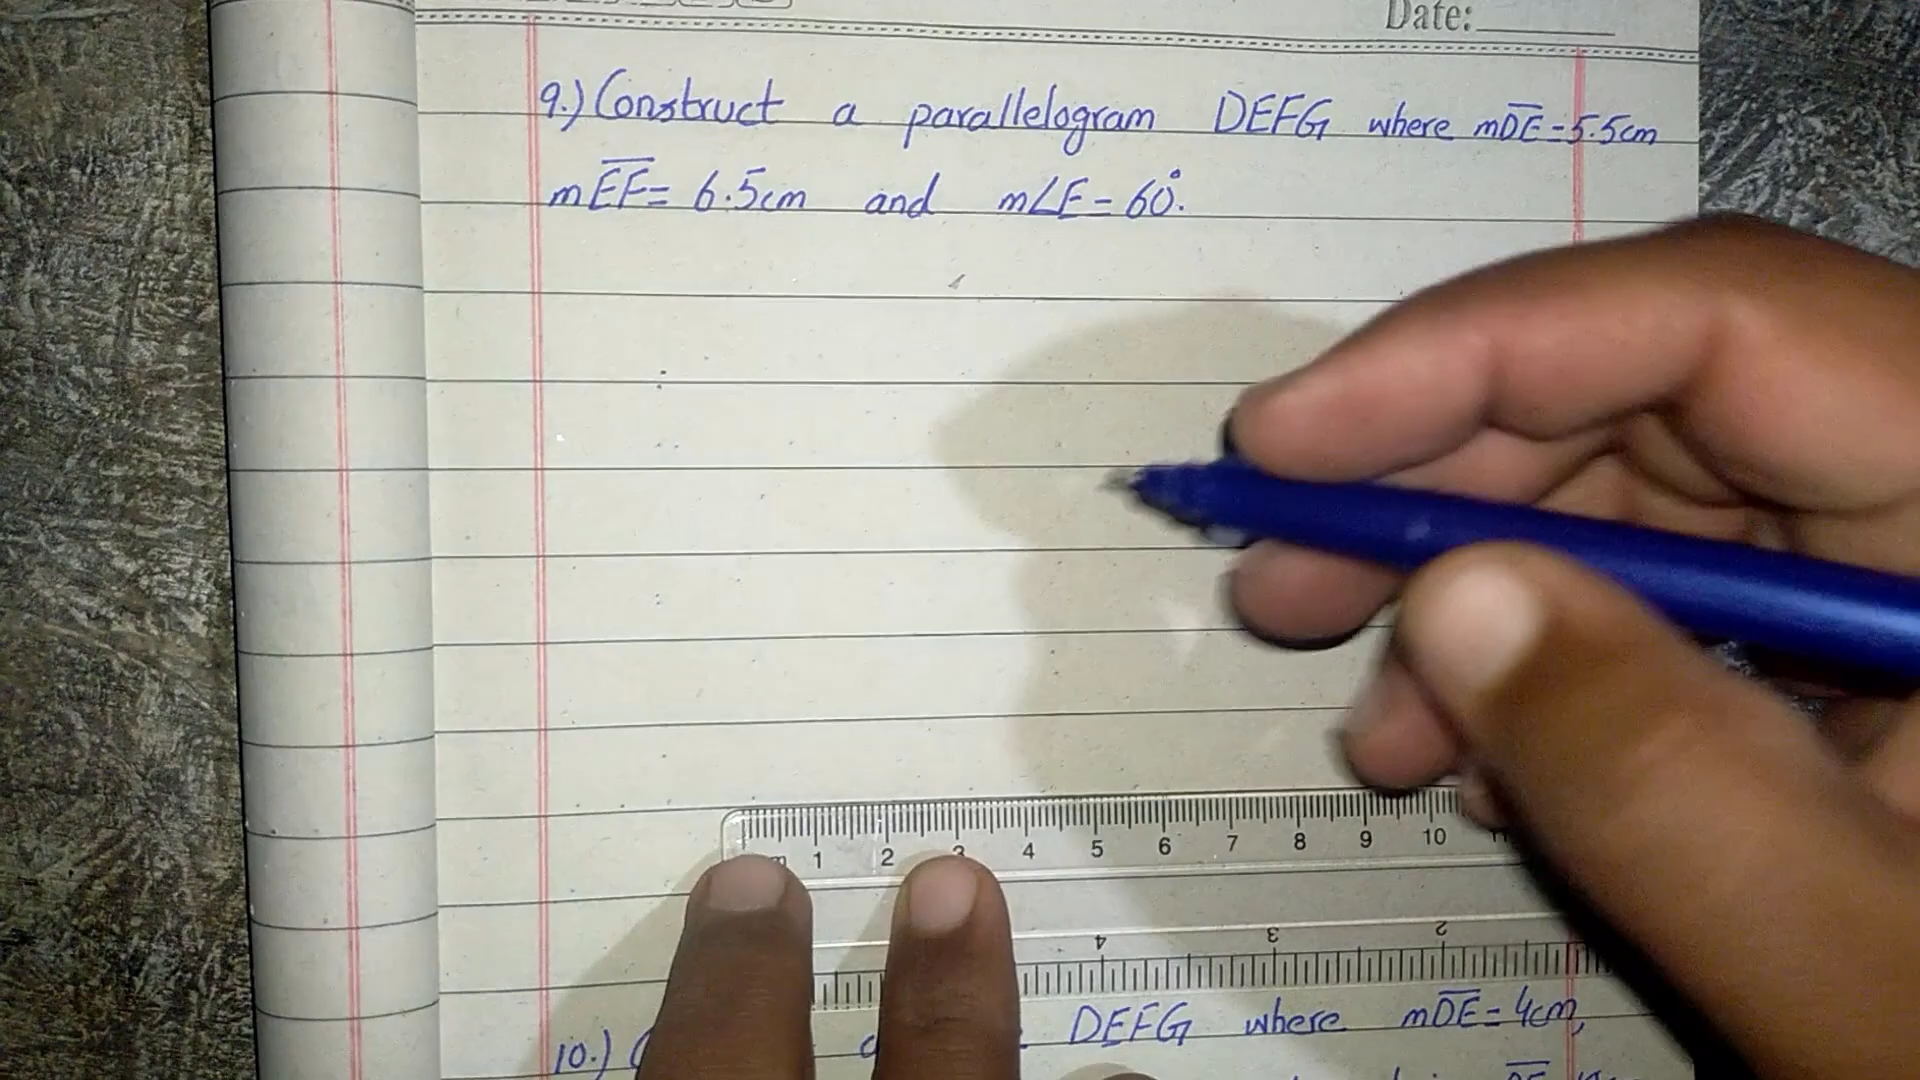 Date:
9.) Construct a parallelogram DEFG where mDE = 5.5cm
mEF = 6.5cm and m∠E = 60°.
1 2 3 4 5 6 7 8 9 10
4 3 2
10.) DEFG where mDE = 4cm,